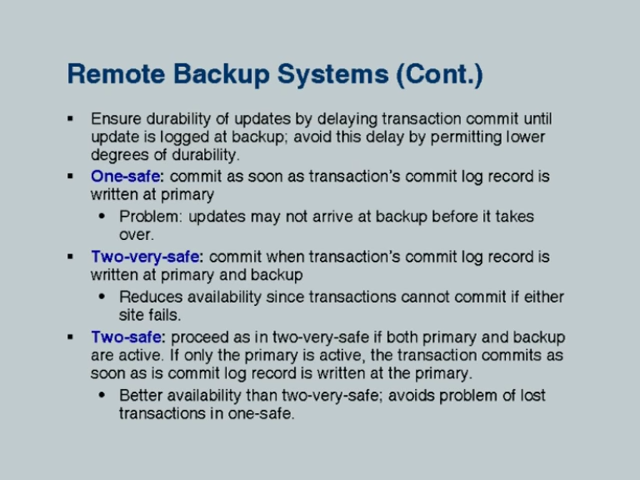 Remote Backup Systems (Cont.)
▪ Ensure durability of updates by delaying transaction commit until
update is logged at backup; avoid this delay by permitting lower
degrees of durability.
▪ One-safe: commit as soon as transaction's commit log record is
written at primary
• Problem: updates may not arrive at backup before it takes
over.
▪ Two-very-safe: commit when transaction's commit log record is
written at primary and backup
• Reduces availability since transactions cannot commit if either
site fails.
▪ Two-safe: proceed as in two-very-safe if both primary and backup
are active. If only the primary is active, the transaction commits as
soon as is commit log record is written at the primary.
• Better availability than two-very-safe; avoids problem of lost
transactions in one-safe.